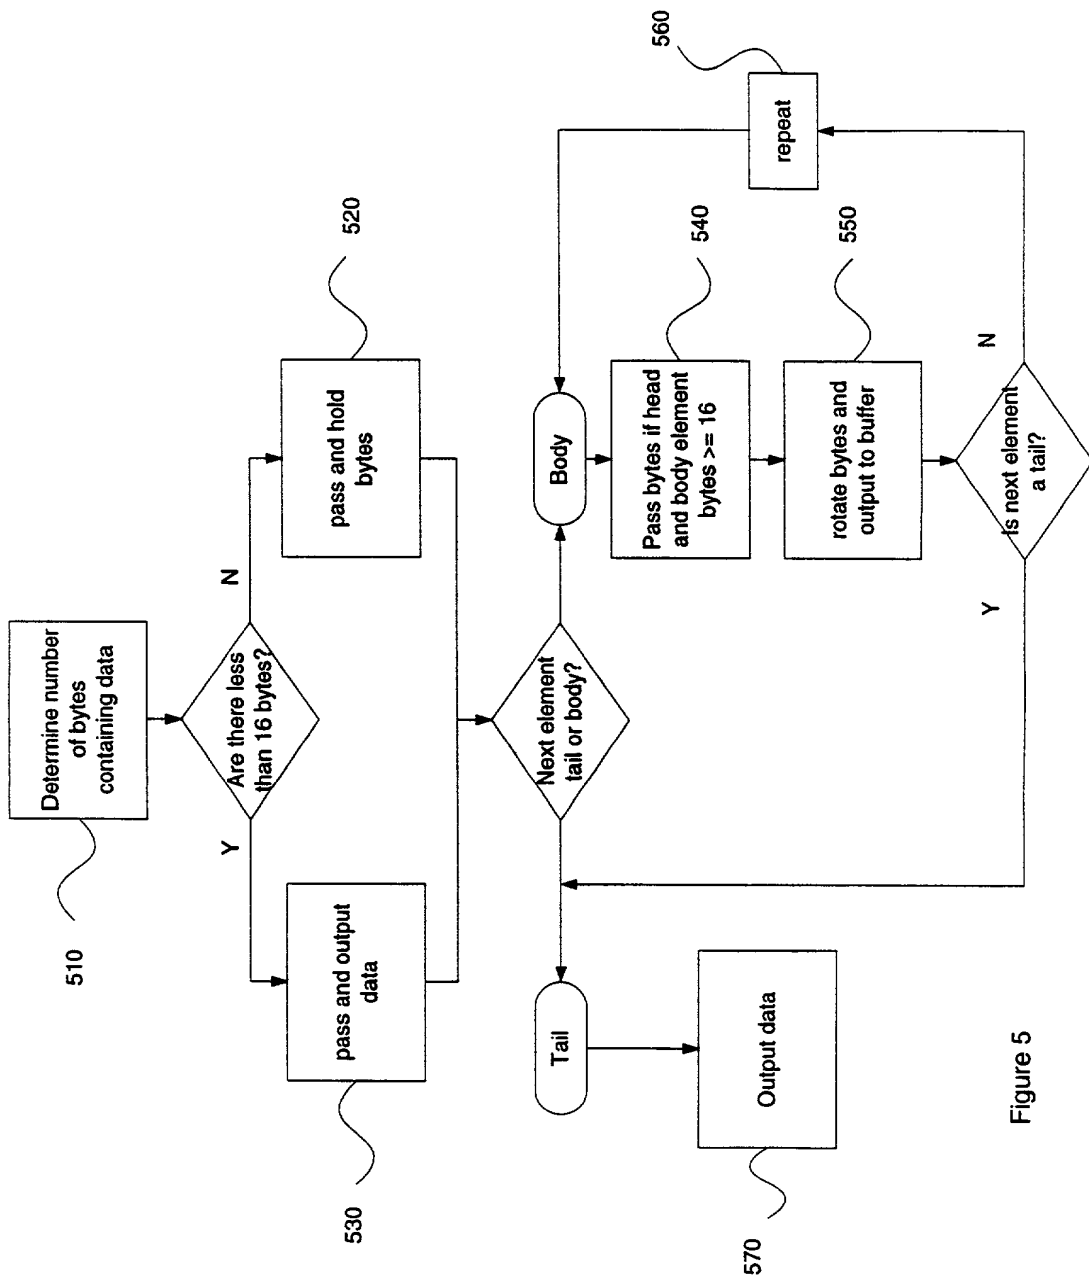 Determine number
of bytes
containing data
510
Are there less
than 16 bytes?
Y
N
pass and output
data
530
pass and hold
bytes
520
Next element
tail or body?
Tail
Body
Output data
570
Pass bytes if head
and body element
bytes >= 16
540
rotate bytes and
output to buffer
550
Is next element
a tail?
Y
N
repeat
560
Figure 5